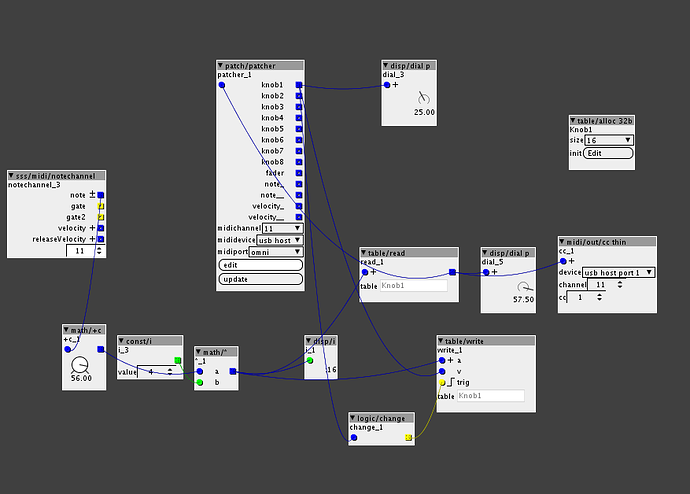 patch/patcher
patcher_1
knob1
knob2
knob3
knob4
knob5
knob6
knob7
knob8
fader
note_
note__
velocity_
velocity__
midichannel 11
mididevice usb host
midiport omni
edit
update
disp/dial p
dial_3
+
25.00
table/alloc 32b
Knob1
size 16
init Edit
sss/midi/notechannel
notechannel_3
note ±
gate
gate2
velocity +
releaseVelocity +
11
table/read
read_1
+
table Knob1
disp/dial p
dial_5
+
57.50
midi/out/cc thin
cc_1
+
device usb host port 1
channel 11
cc 1
math/+c
+c_1
56.00
const/i
i_3
value 4
math/^
^_1
a
b
disp/i
i_1
16
table/write
write_1
+ a
v
trig
table Knob1
logic/change
change_1